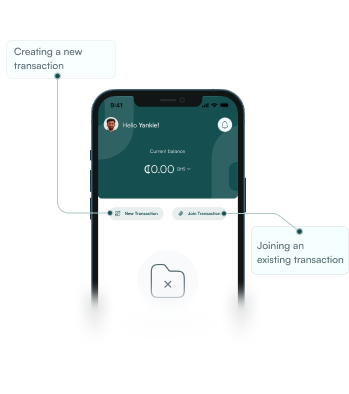 Creating a new
transaction
9:41
Hello Yankie!
Current balance
₵0.00 GHS
New Transaction
Join Transaction
Joining an
existing transaction